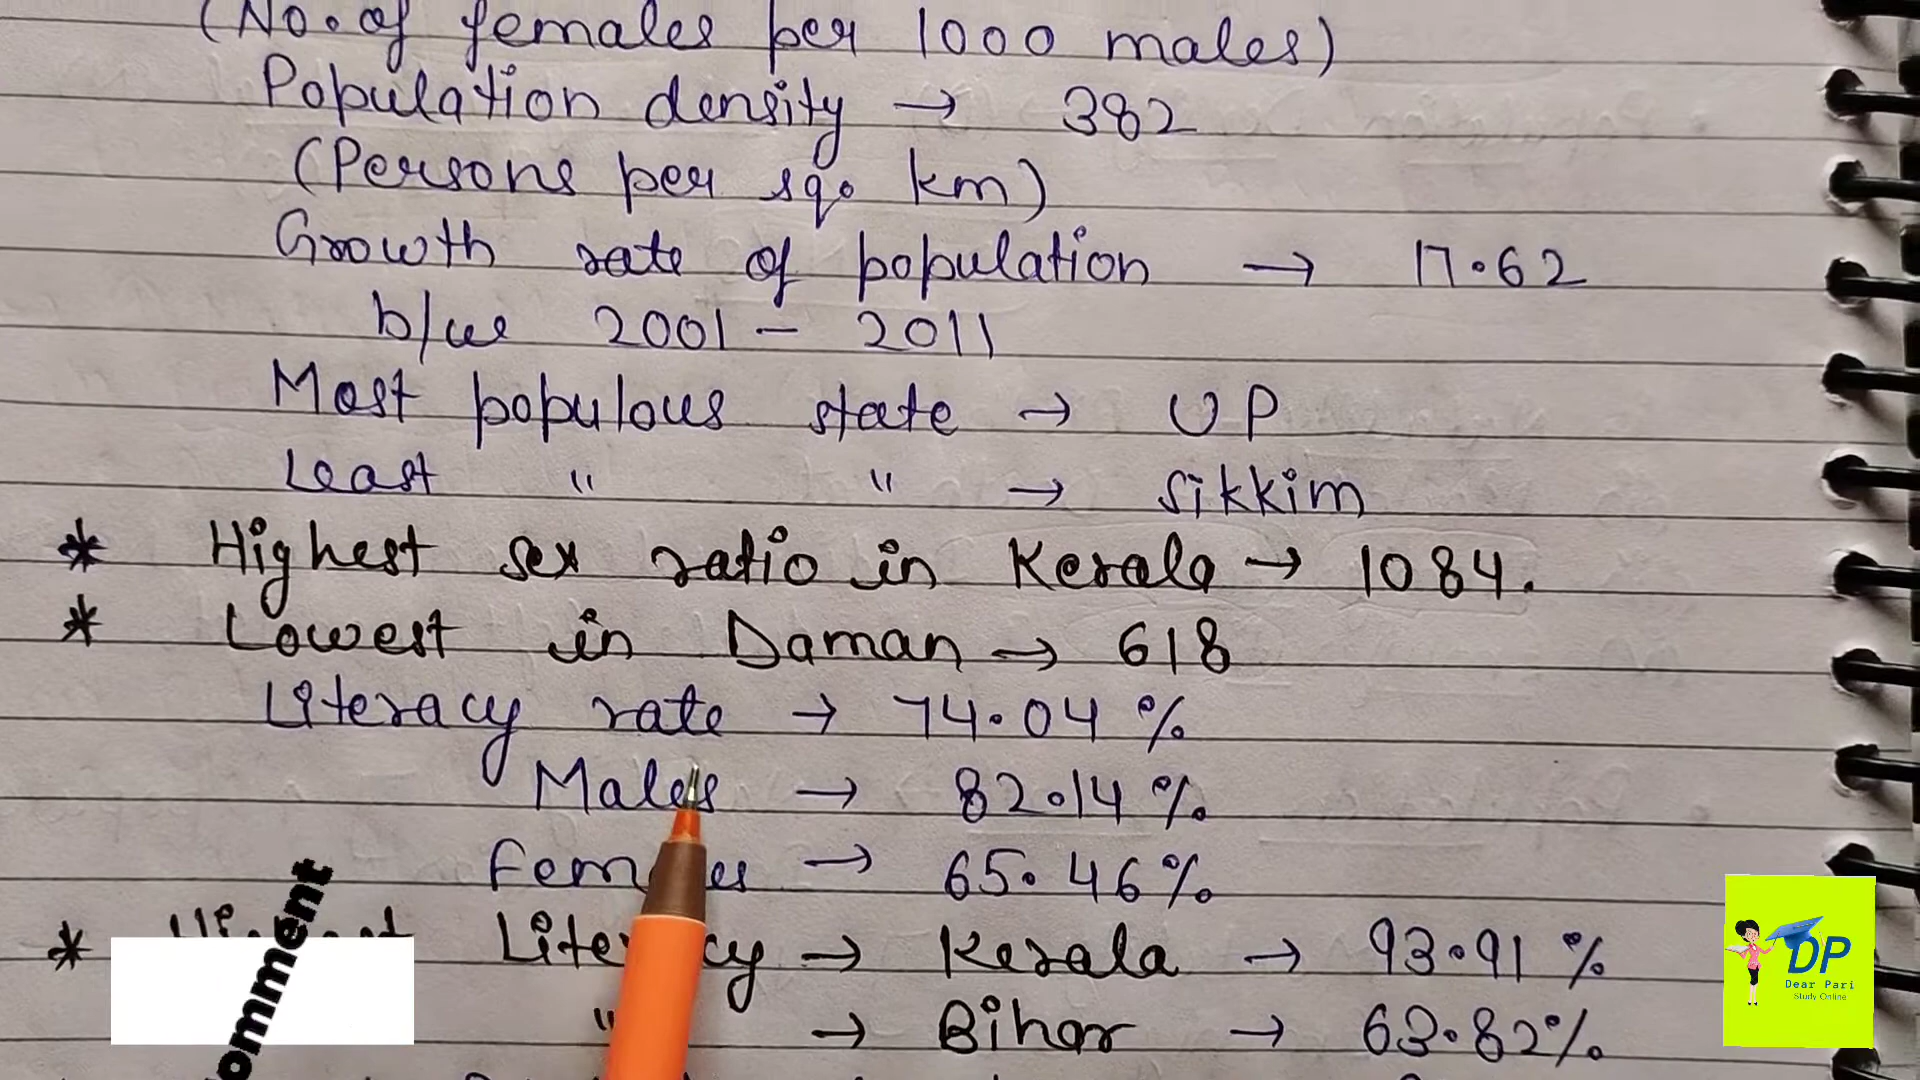 (No. of females per 1000 males)
Population density → 382
(Persons per sq. km)
Growth rate of population → 17.62
b/w 2001 - 2011
Most populous state → UP
Least " " → Sikkim
* Highest sex ratio in Kerala → 1084.
* Lowest in Daman → 618
Literacy rate → 74.04 %
Males → 82.14 %
Females → 65.46 %
* Literacy → Kerala → 93.91 %
" → Bihar → 63.82 %
omment
DP
Dear Pari
Study Online